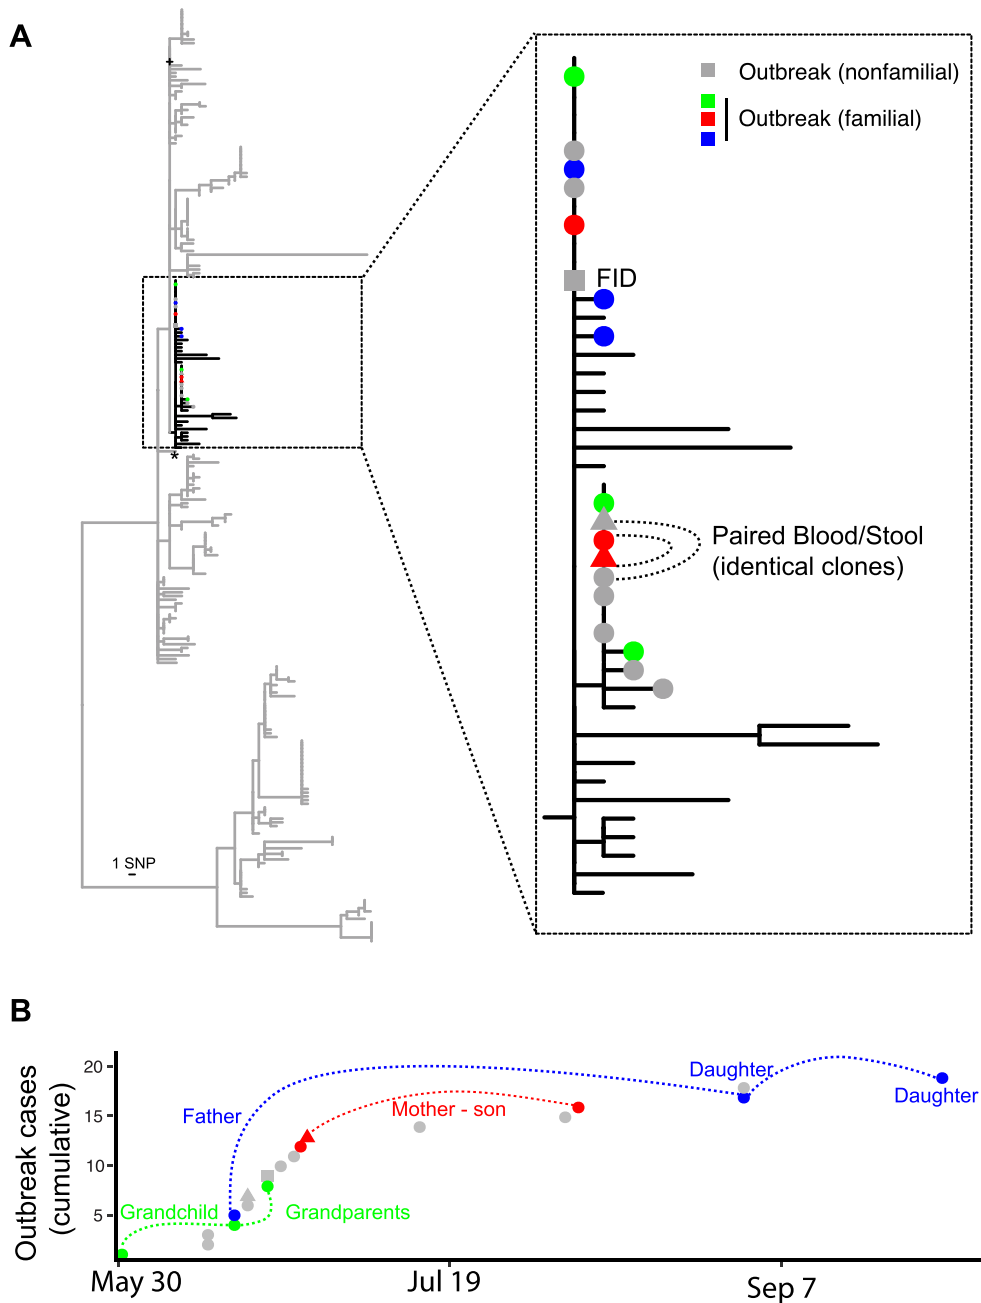 A
Outbreak (nonfamilial)
Outbreak (familial)
FID
+
*
Paired Blood/Stool
(identical clones)
1 SNP
B
Outbreak cases
(cumulative)
20
15
10
5
Father
Mother - son
Daughter
Daughter
Grandchild
Grandparents
May 30
Jul 19
Sep 7